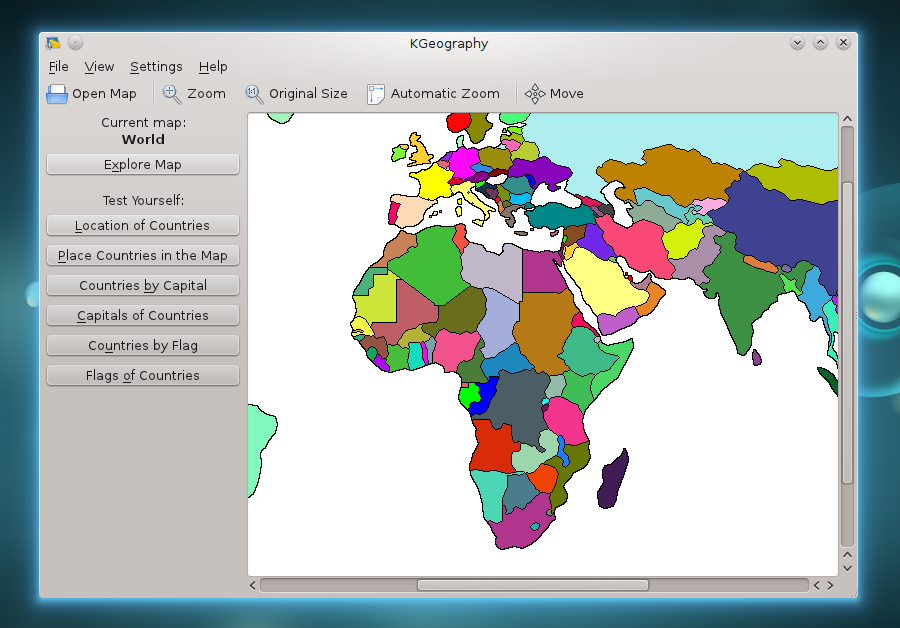 KGeography
File View Settings Help
Open Map Zoom Original Size Automatic Zoom Move
Current map:
World
Explore Map
Test Yourself:
Location of Countries
Place Countries in the Map
Countries by Capital
Capitals of Countries
Countries by Flag
Flags of Countries